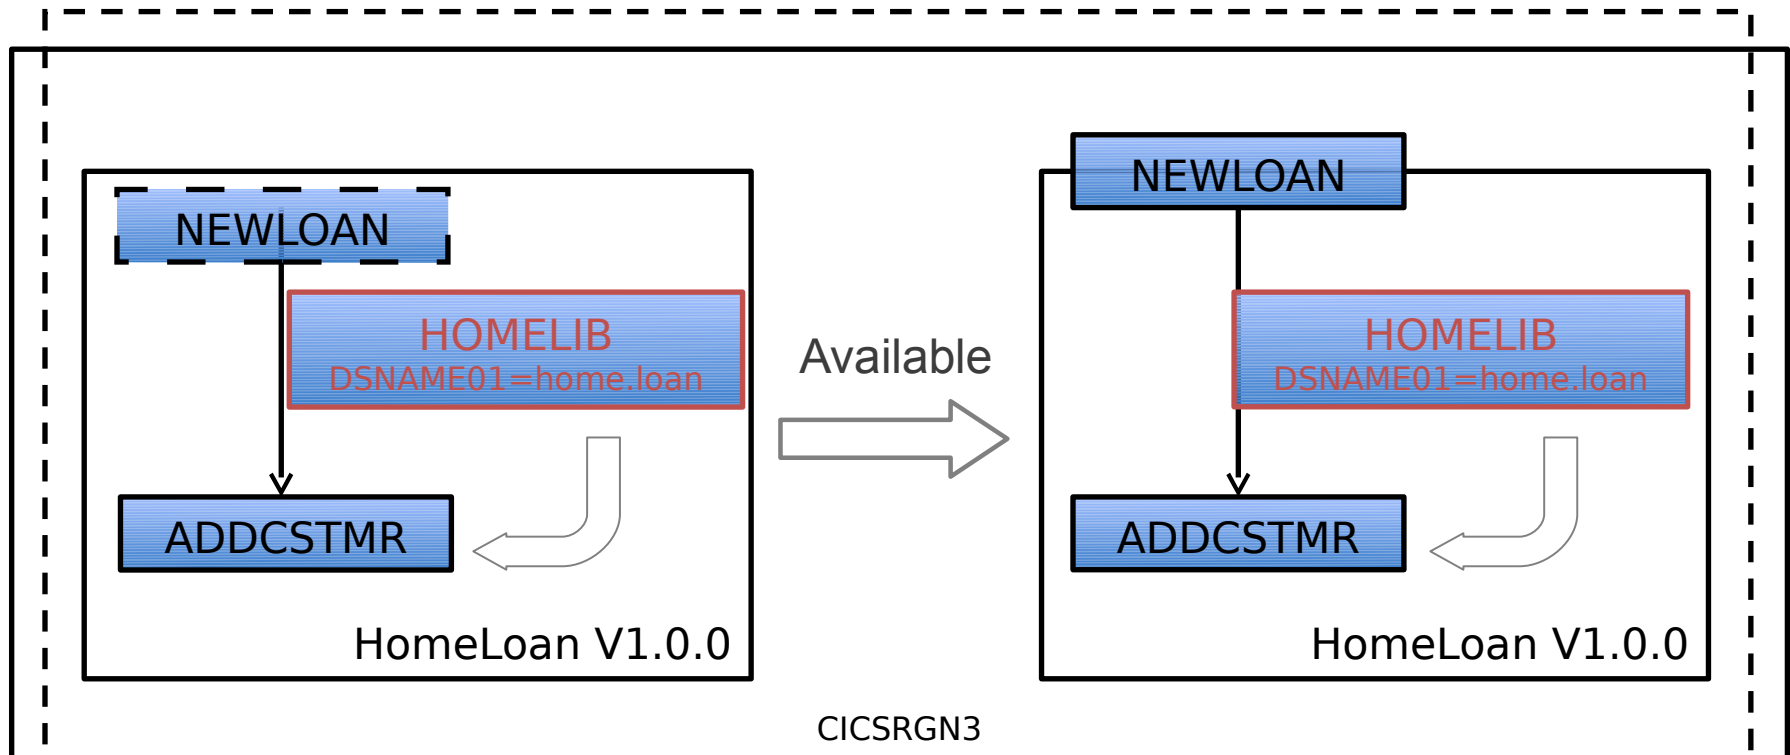 NEWLOAN
HOMELIB
DSNAME01=home.loan
ADDCSTMR
HomeLoan V1.0.0
Available
NEWLOAN
HOMELIB
DSNAME01=home.loan
ADDCSTMR
HomeLoan V1.0.0
CICSRGN3